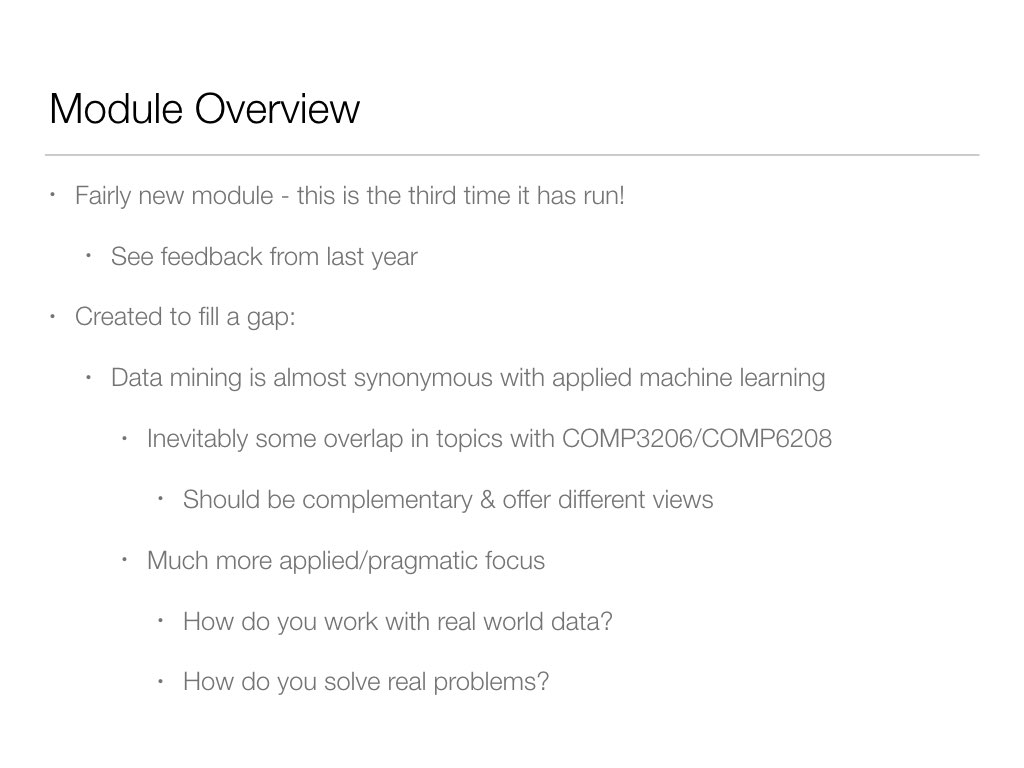 Module Overview
• Fairly new module - this is the third time it has run!
• See feedback from last year
• Created to fill a gap:
• Data mining is almost synonymous with applied machine learning
• Inevitably some overlap in topics with COMP3206/COMP6208
• Should be complementary & offer different views
• Much more applied/pragmatic focus
• How do you work with real world data?
• How do you solve real problems?